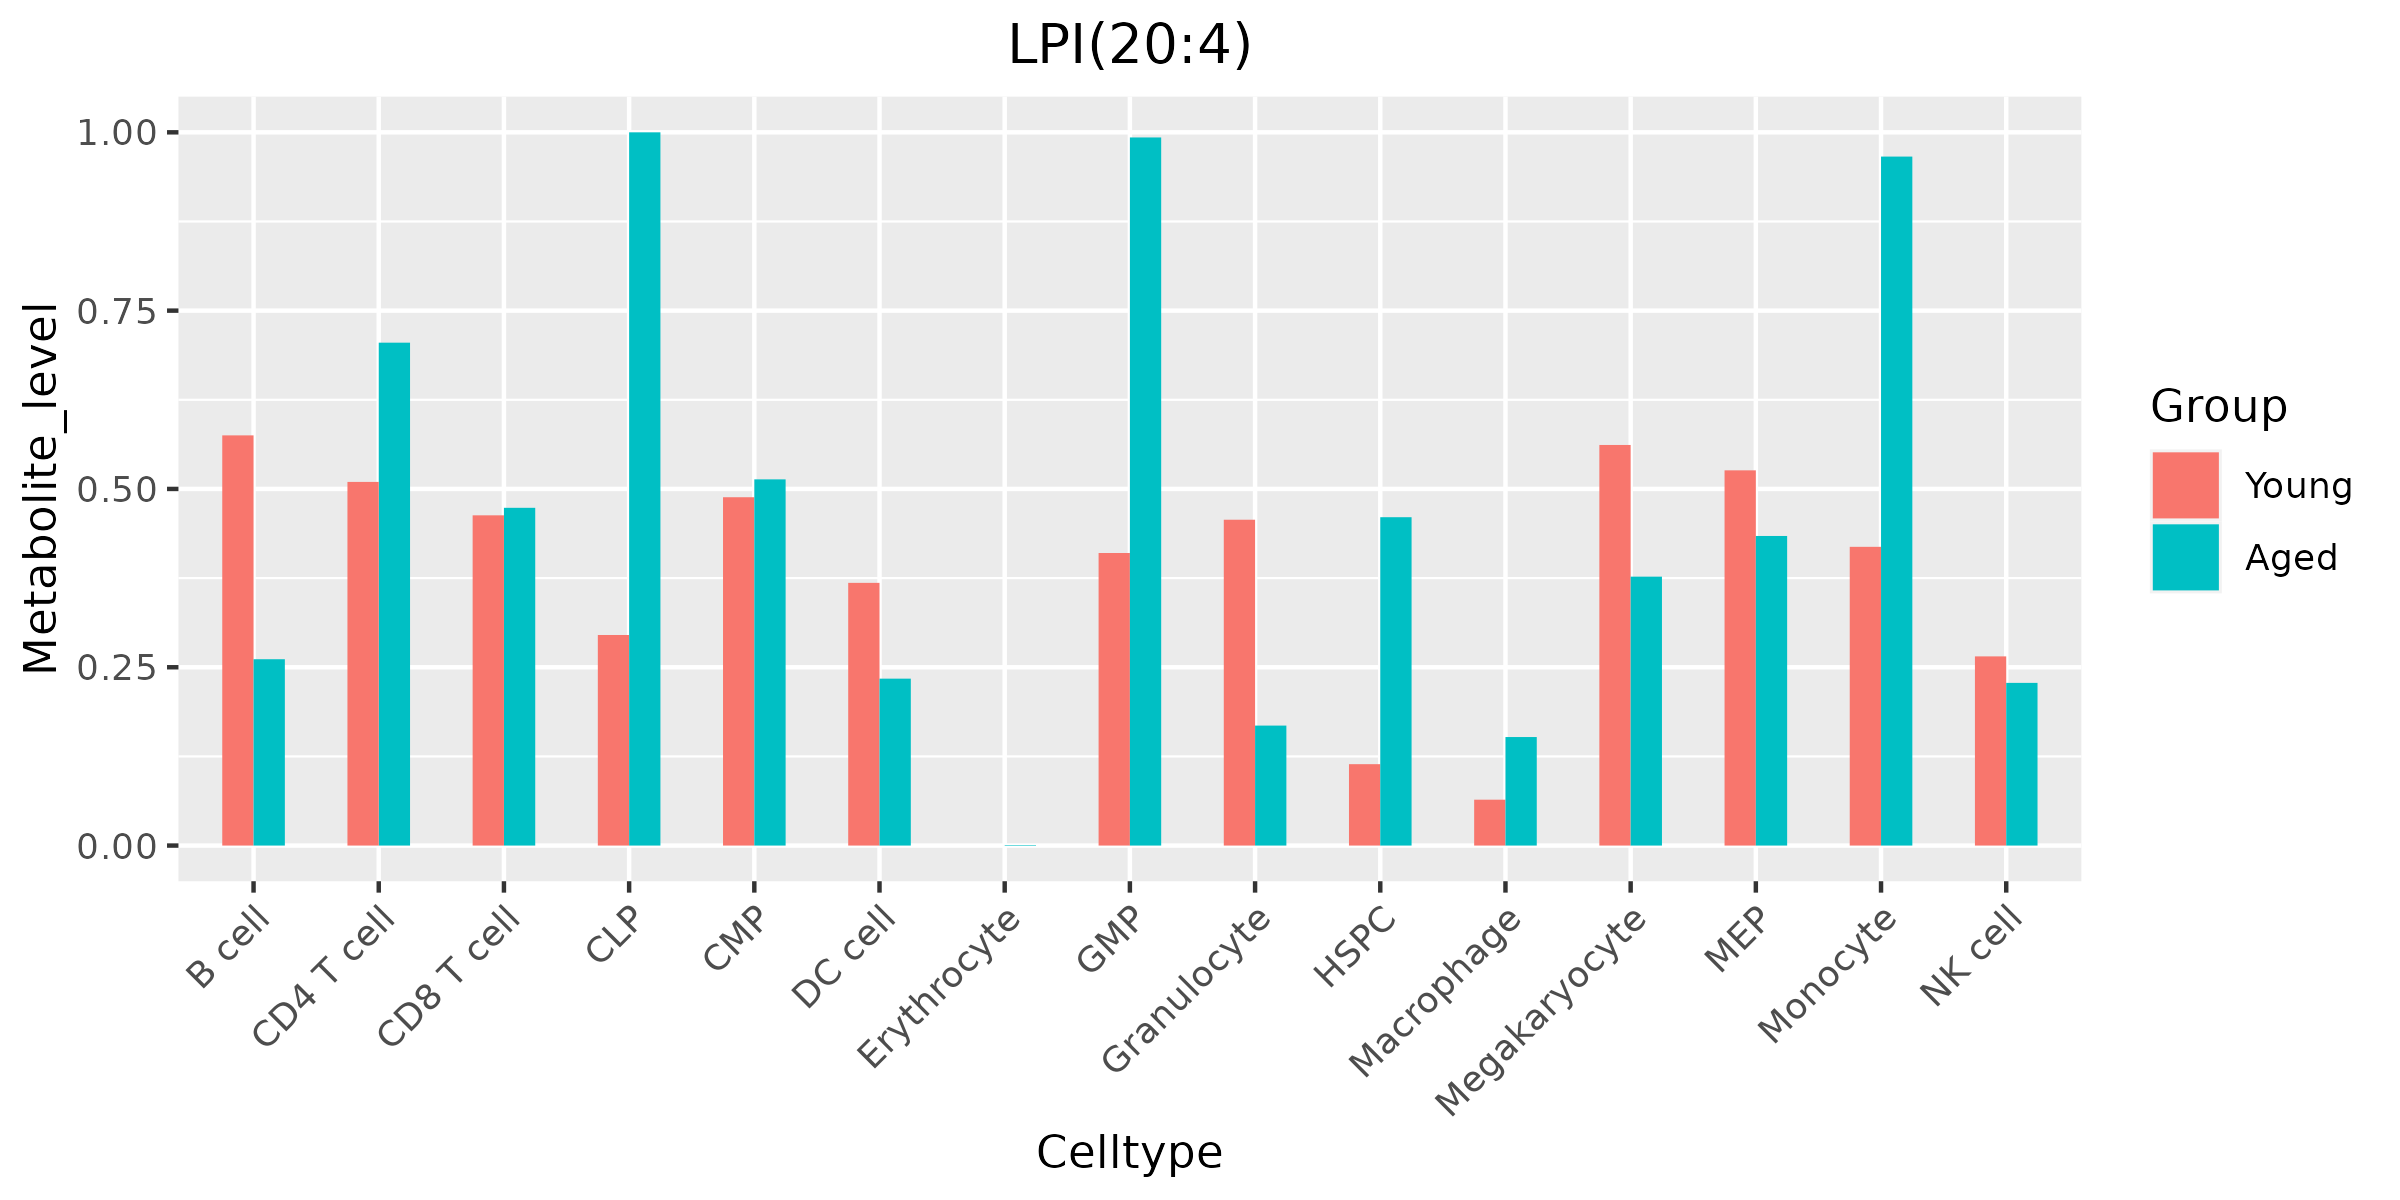 LPI(20:4)
Metabolite_level
1.00
0.75
0.50
0.25
0.00
B cell
CD4 T cell
CD8 T cell
CLP
CMP
DC cell
Erythrocyte
GMP
Granulocyte
HSPC
Macrophage
Megakaryocyte
MEP
Monocyte
NK cell
Celltype
Group
Young
Aged